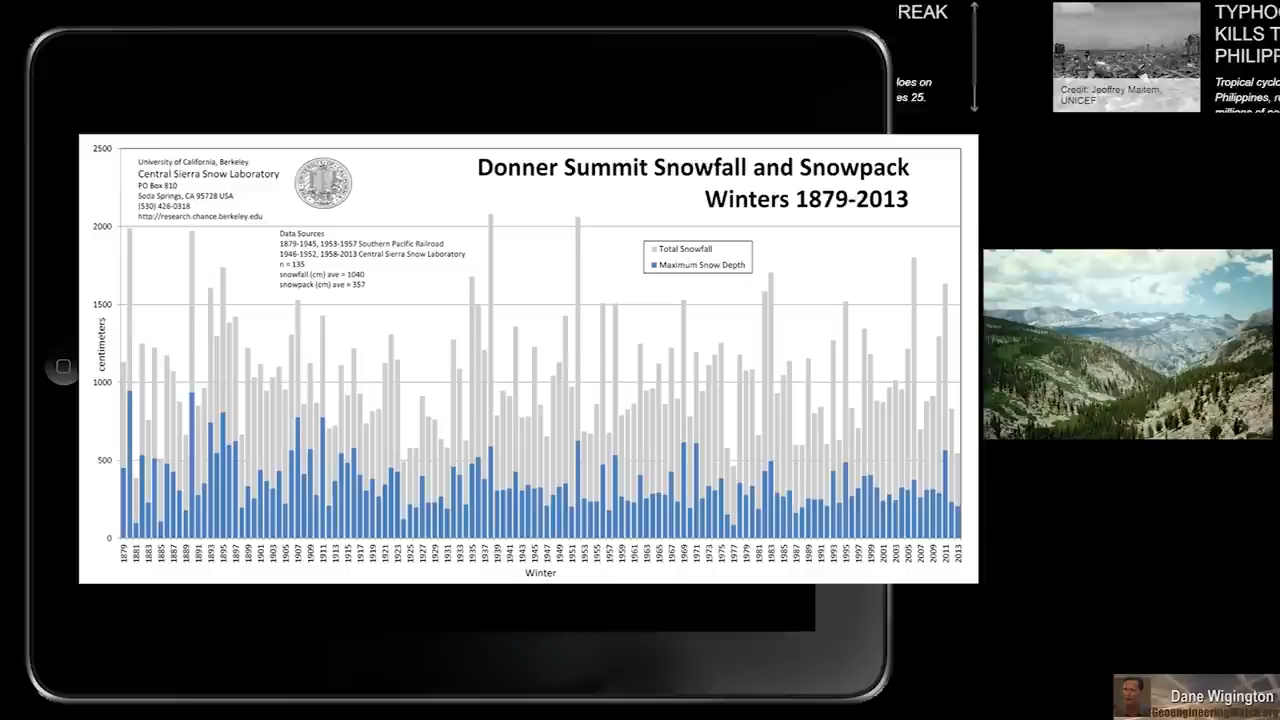 REAK
loes on
es 25.
Credit: Jeoffrey Maitem,
UNICEF
TYPHO
KILLS T
PHILIPP
Tropical cyclo
Philippines, r
millions of pe
2500
2000
1500
1000
500
0
centimeters
University of California, Berkeley
Central Sierra Snow Laboratory
PO Box 810
Soda Springs, CA 95728 USA
(530) 426-0318
http://research.chance.berkeley.edu
Donner Summit Snowfall and Snowpack
Winters 1879-2013
Data Sources
1879-1945, 1953-1957 Southern Pacific Railroad
1946-1952, 1958-2013 Central Sierra Snow Laboratory
n = 135
snowfall (cm) ave = 1040
snowpack (cm) ave = 357
Total Snowfall
Maximum Snow Depth
1879 1881 1883 1885 1887 1889 1891 1893 1895 1897 1899 1901 1903 1905 1907 1909 1911 1913 1915 1917 1919 1921 1923 1925 1927 1929 1931 1933 1935 1937 1939 1941 1943 1945 1947 1949 1951 1953 1955 1957 1959 1961 1963 1965 1967 1969 1971 1973 1975 1977 1979 1981 1983 1985 1987 1989 1991 1993 1995 1997 1999 2001 2003 2005 2007 2009 2011 2013
Winter
Dane Wigington
GeoengineeringWatch.org